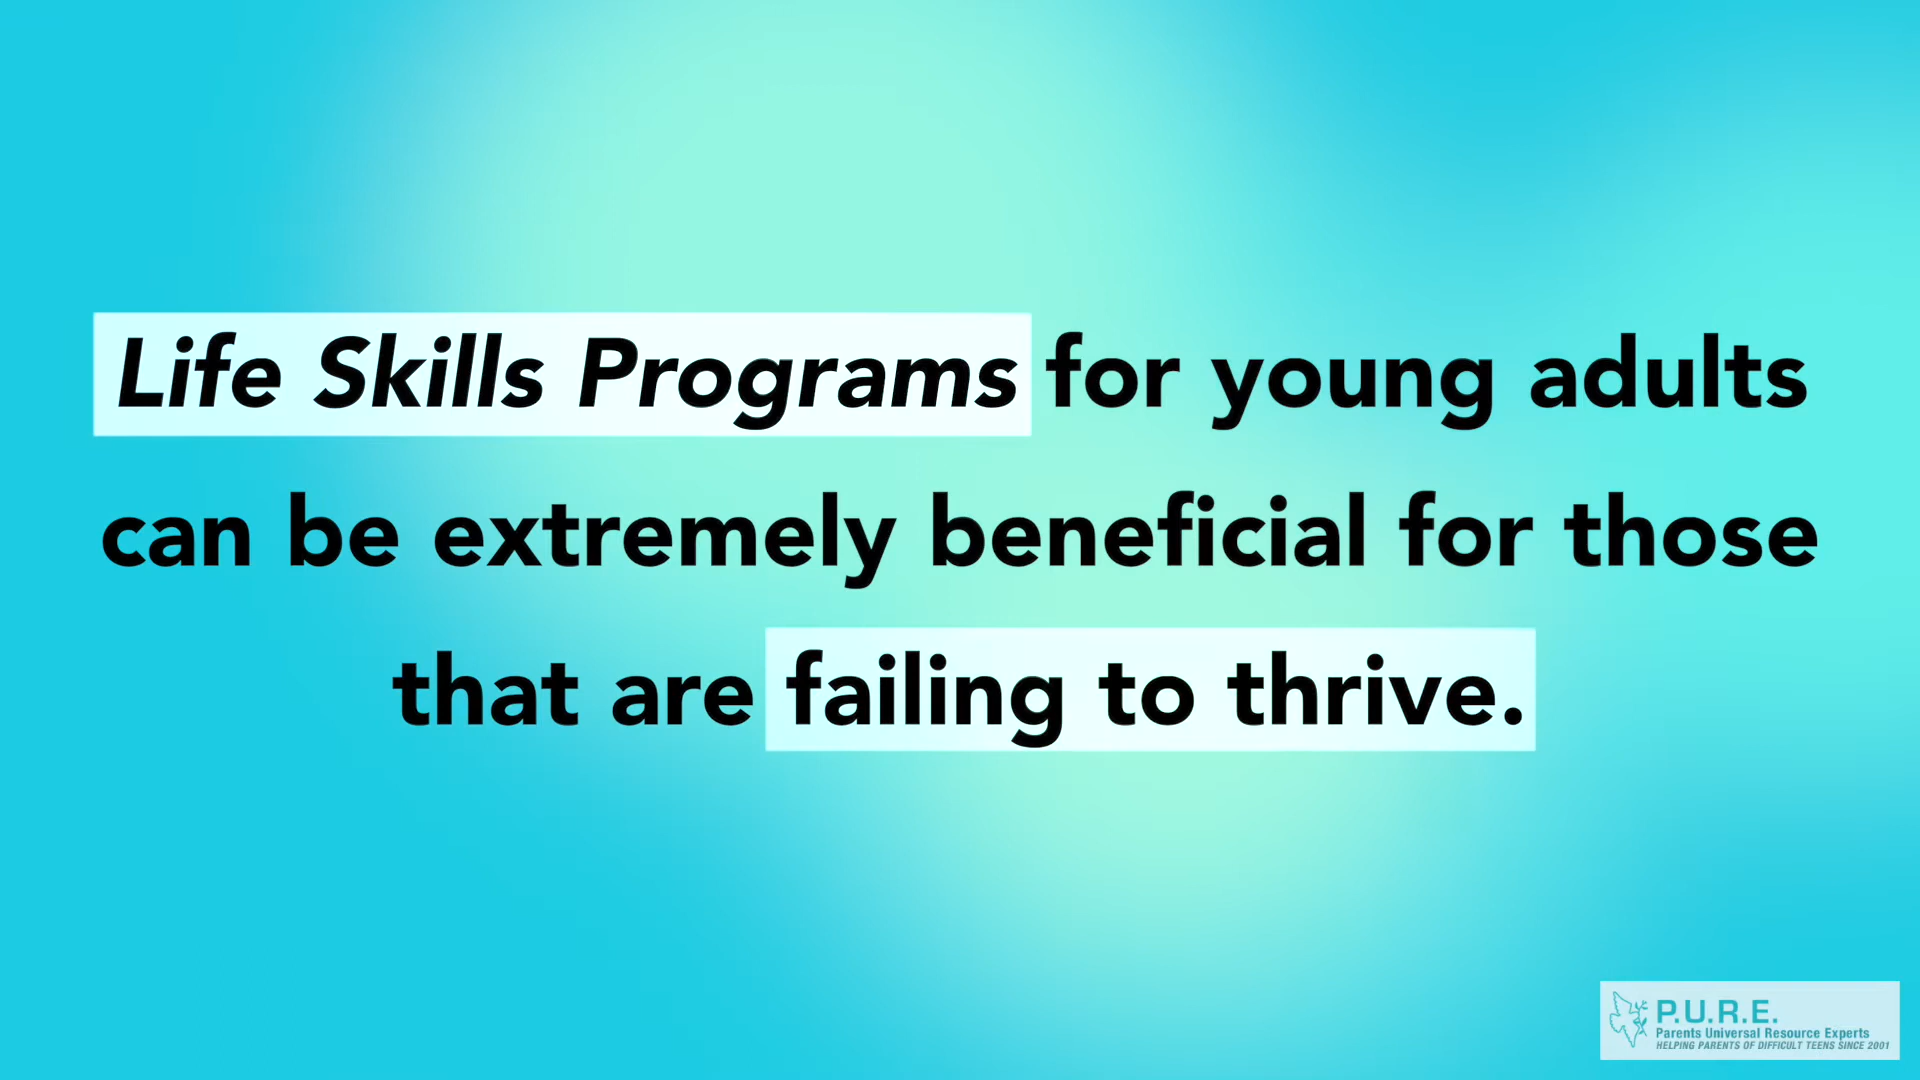 Life Skills Programs for young adults
can be extremely beneficial for those
that are failing to thrive.
P.U.R.E.
Parents Universal Resource Experts
HELPING PARENTS OF DIFFICULT TEENS SINCE 2001